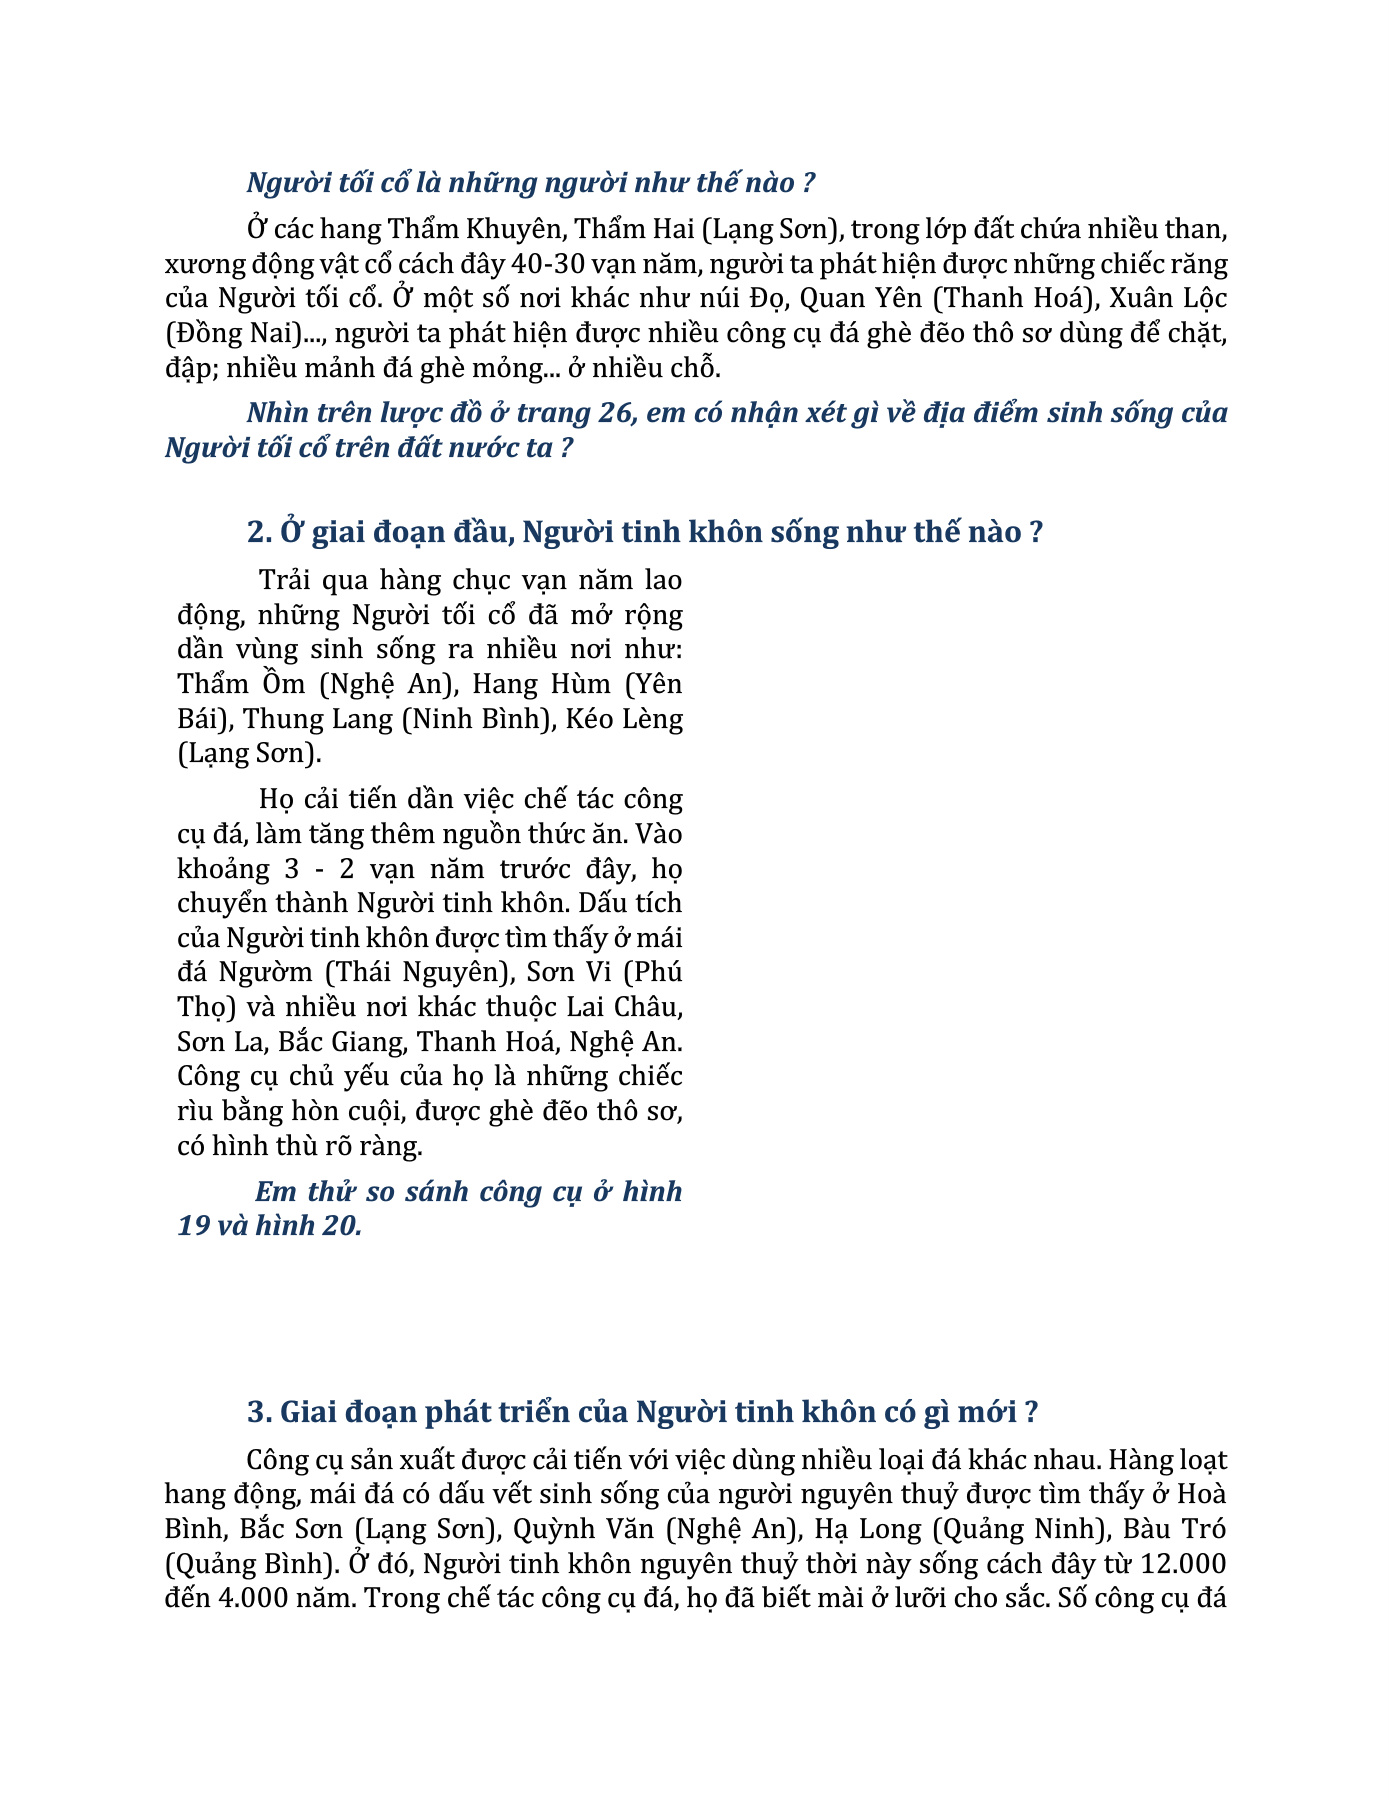 Người tối cổ là những người như thế nào ?
Ở các hang Thẩm Khuyên, Thẩm Hai (Lạng Sơn), trong lớp đất chứa nhiều than,
xương động vật cổ cách đây 40-30 vạn năm, người ta phát hiện được những chiếc răng
của Người tối cổ. Ở một số nơi khác như núi Đọ, Quan Yên (Thanh Hoá), Xuân Lộc
(Đồng Nai)..., người ta phát hiện được nhiều công cụ đá ghè đẽo thô sơ dùng để chặt,
đập; nhiều mảnh đá ghè mỏng... ở nhiều chỗ.
Nhìn trên lược đồ ở trang 26, em có nhận xét gì về địa điểm sinh sống của
Người tối cổ trên đất nước ta ?
2. Ở giai đoạn đầu, Người tinh khôn sống như thế nào ?
Trải qua hàng chục vạn năm lao
động, những Người tối cổ đã mở rộng
dần vùng sinh sống ra nhiều nơi như:
Thẩm Ồm (Nghệ An), Hang Hùm (Yên
Bái), Thung Lang (Ninh Bình), Kéo Lèng
(Lạng Sơn).
Họ cải tiến dần việc chế tác công
cụ đá, làm tăng thêm nguồn thức ăn. Vào
khoảng 3 - 2 vạn năm trước đây, họ
chuyển thành Người tinh khôn. Dấu tích
của Người tinh khôn được tìm thấy ở mái
đá Ngườm (Thái Nguyên), Sơn Vi (Phú
Thọ) và nhiều nơi khác thuộc Lai Châu,
Sơn La, Bắc Giang, Thanh Hoá, Nghệ An.
Công cụ chủ yếu của họ là những chiếc
rìu bằng hòn cuội, được ghè đẽo thô sơ,
có hình thù rõ ràng.
Em thử so sánh công cụ ở hình
19 và hình 20.
3. Giai đoạn phát triển của Người tinh khôn có gì mới ?
Công cụ sản xuất được cải tiến với việc dùng nhiều loại đá khác nhau. Hàng loạt
hang động, mái đá có dấu vết sinh sống của người nguyên thuỷ được tìm thấy ở Hoà
Bình, Bắc Sơn (Lạng Sơn), Quỳnh Văn (Nghệ An), Hạ Long (Quảng Ninh), Bàu Tró
(Quảng Bình). Ở đó, Người tinh khôn nguyên thuỷ thời này sống cách đây từ 12.000
đến 4.000 năm. Trong chế tác công cụ đá, họ đã biết mài ở lưỡi cho sắc. Số công cụ đá